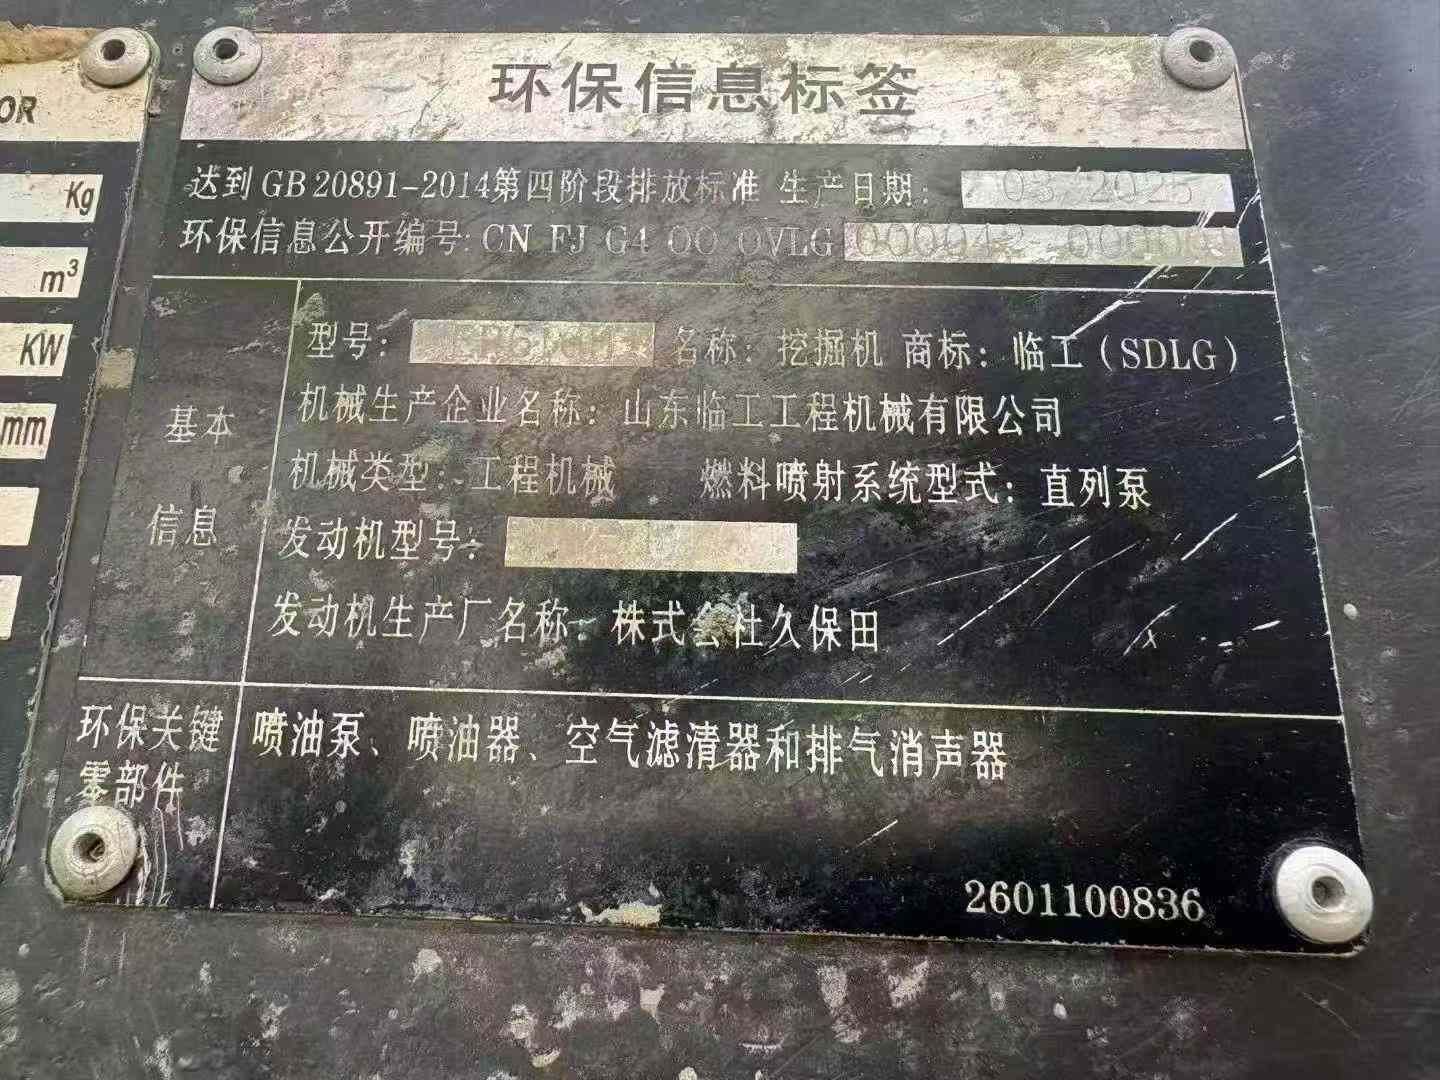 OR
Kg
m³
KW
mm
环保信息标签
达到 GB 20891-2014第四阶段排放标准 生产日期: 05/2025
环保信息公开编号: CN FJ G4 00 0VLG
型号: 名称: 挖掘机 商标: 临工 (SDLG)
机械生产企业名称: 山东临工工程机械有限公司
机械类型: 工程机械 燃料喷射系统型式: 直列泵
发动机型号:
发动机生产厂名称: 株式会社久保田
基本
信息
环保关键
零部件
喷油泵、喷油器、空气滤清器和排气消声器
2601100836